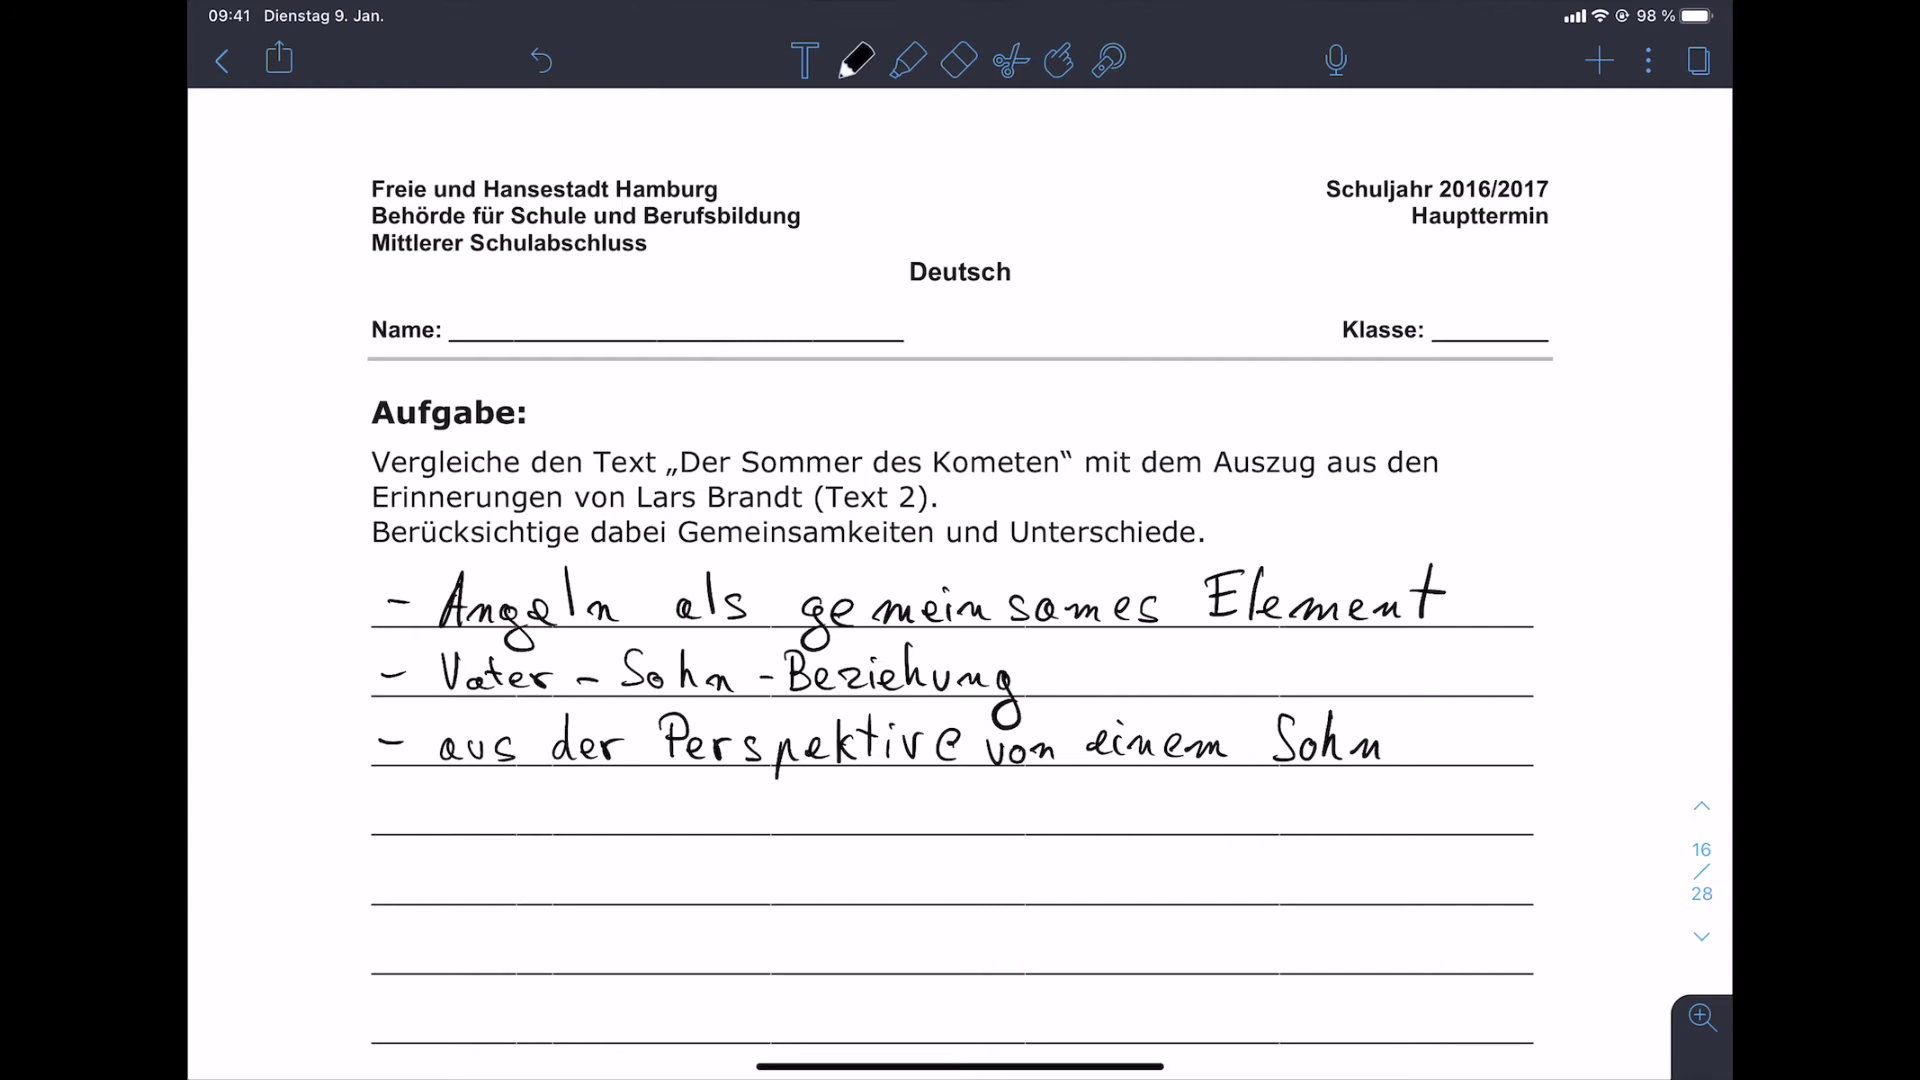 09:41 Dienstag 9. Jan. 98 %
Freie und Hansestadt Hamburg Schuljahr 2016/2017
Behörde für Schule und Berufsbildung Haupttermin
Mittlerer Schulabschluss
Deutsch
Name: Klasse:
Aufgabe:
Vergleiche den Text „Der Sommer des Kometen“ mit dem Auszug aus den
Erinnerungen von Lars Brandt (Text 2).
Berücksichtige dabei Gemeinsamkeiten und Unterschiede.
- Angeln als gemeinsames Element
- Vater-Sohn-Beziehung
- aus der Perspektive von einem Sohn
16
/
28